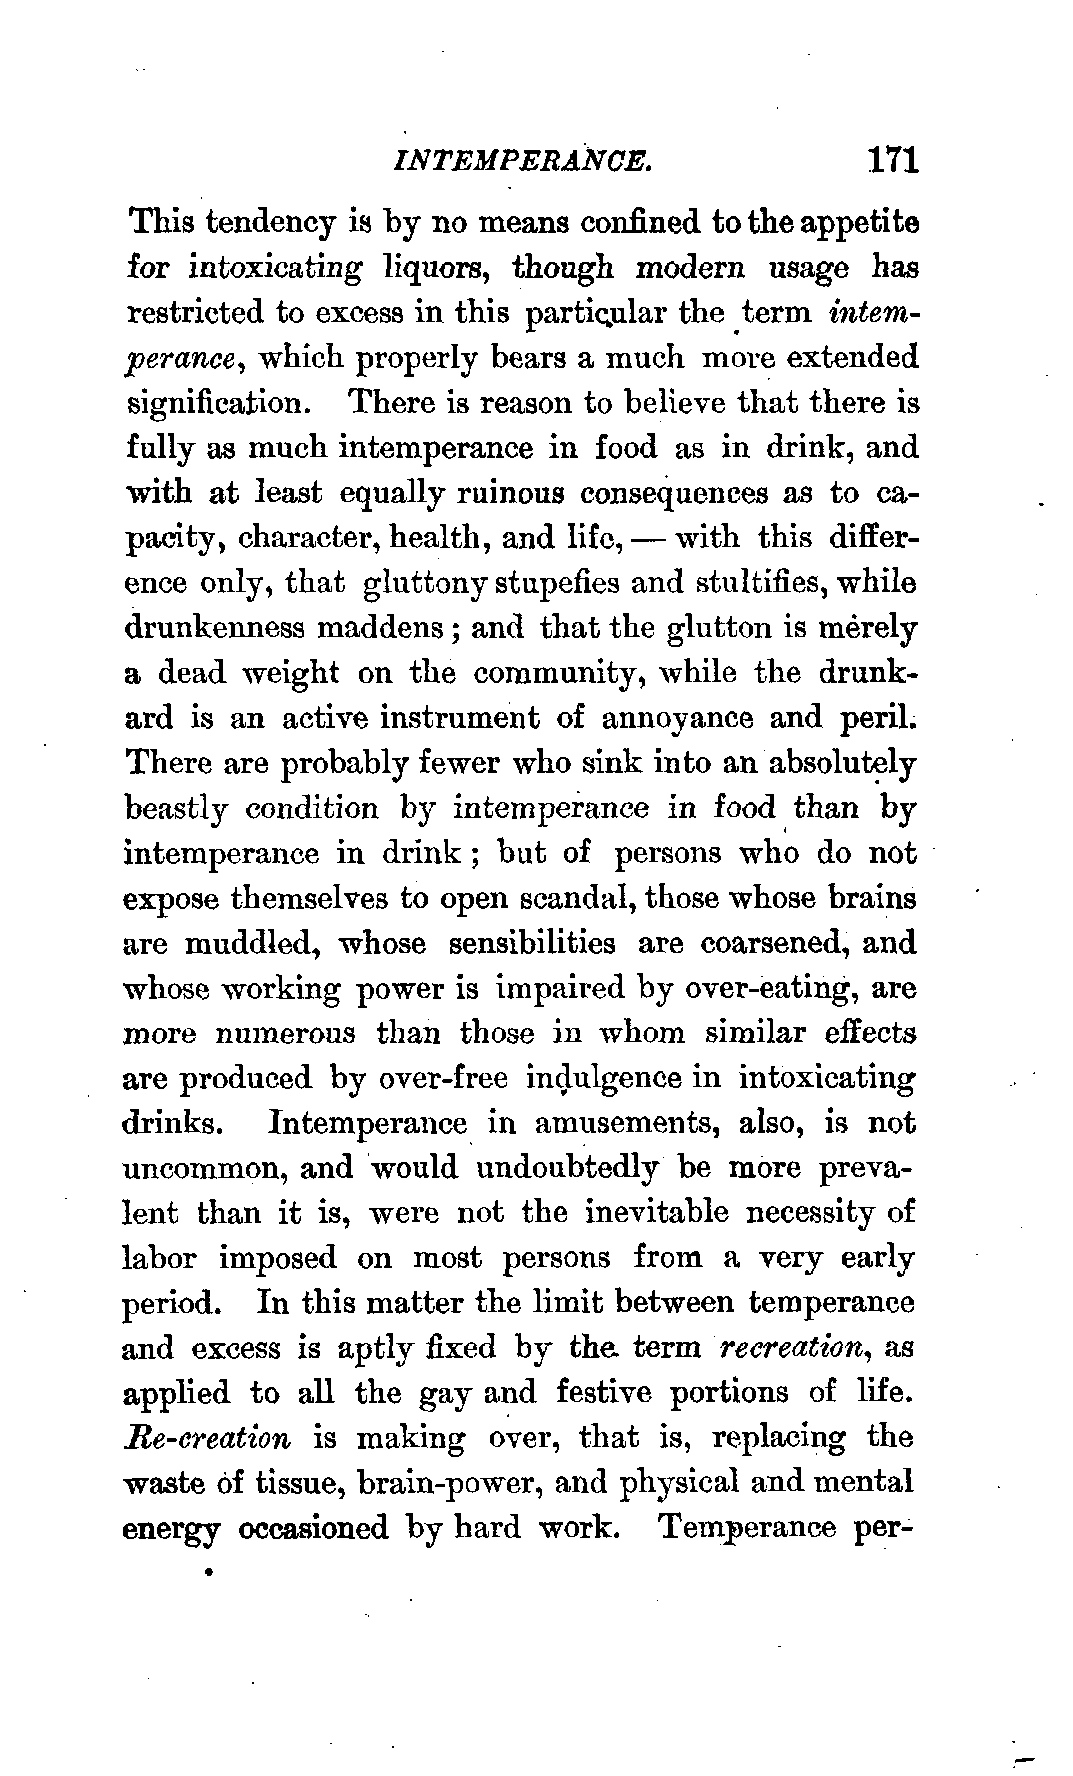 INTEMPERANCE. 171
This tendency is by no means confined to the appetite
for intoxicating liquors, though modern usage has
restricted to excess in this particular the term intem-
perance, which properly bears a much more extended
signification. There is reason to believe that there is
fully as much intemperance in food as in drink, and
with at least equally ruinous consequences as to ca-
pacity, character, health, and life, — with this differ-
ence only, that gluttony stupefies and stultifies, while
drunkenness maddens; and that the glutton is merely
a dead weight on the community, while the drunk-
ard is an active instrument of annoyance and peril.
There are probably fewer who sink into an absolutely
beastly condition by intemperance in food than by
intemperance in drink; but of persons who do not
expose themselves to open scandal, those whose brains
are muddled, whose sensibilities are coarsened, and
whose working power is impaired by over-eating, are
more numerous than those in whom similar effects
are produced by over-free indulgence in intoxicating
drinks. Intemperance in amusements, also, is not
uncommon, and would undoubtedly be more preva-
lent than it is, were not the inevitable necessity of
labor imposed on most persons from a very early
period. In this matter the limit between temperance
and excess is aptly fixed by the term recreation, as
applied to all the gay and festive portions of life.
Re-creation is making over, that is, replacing the
waste of tissue, brain-power, and physical and mental
energy occasioned by hard work. Temperance per-